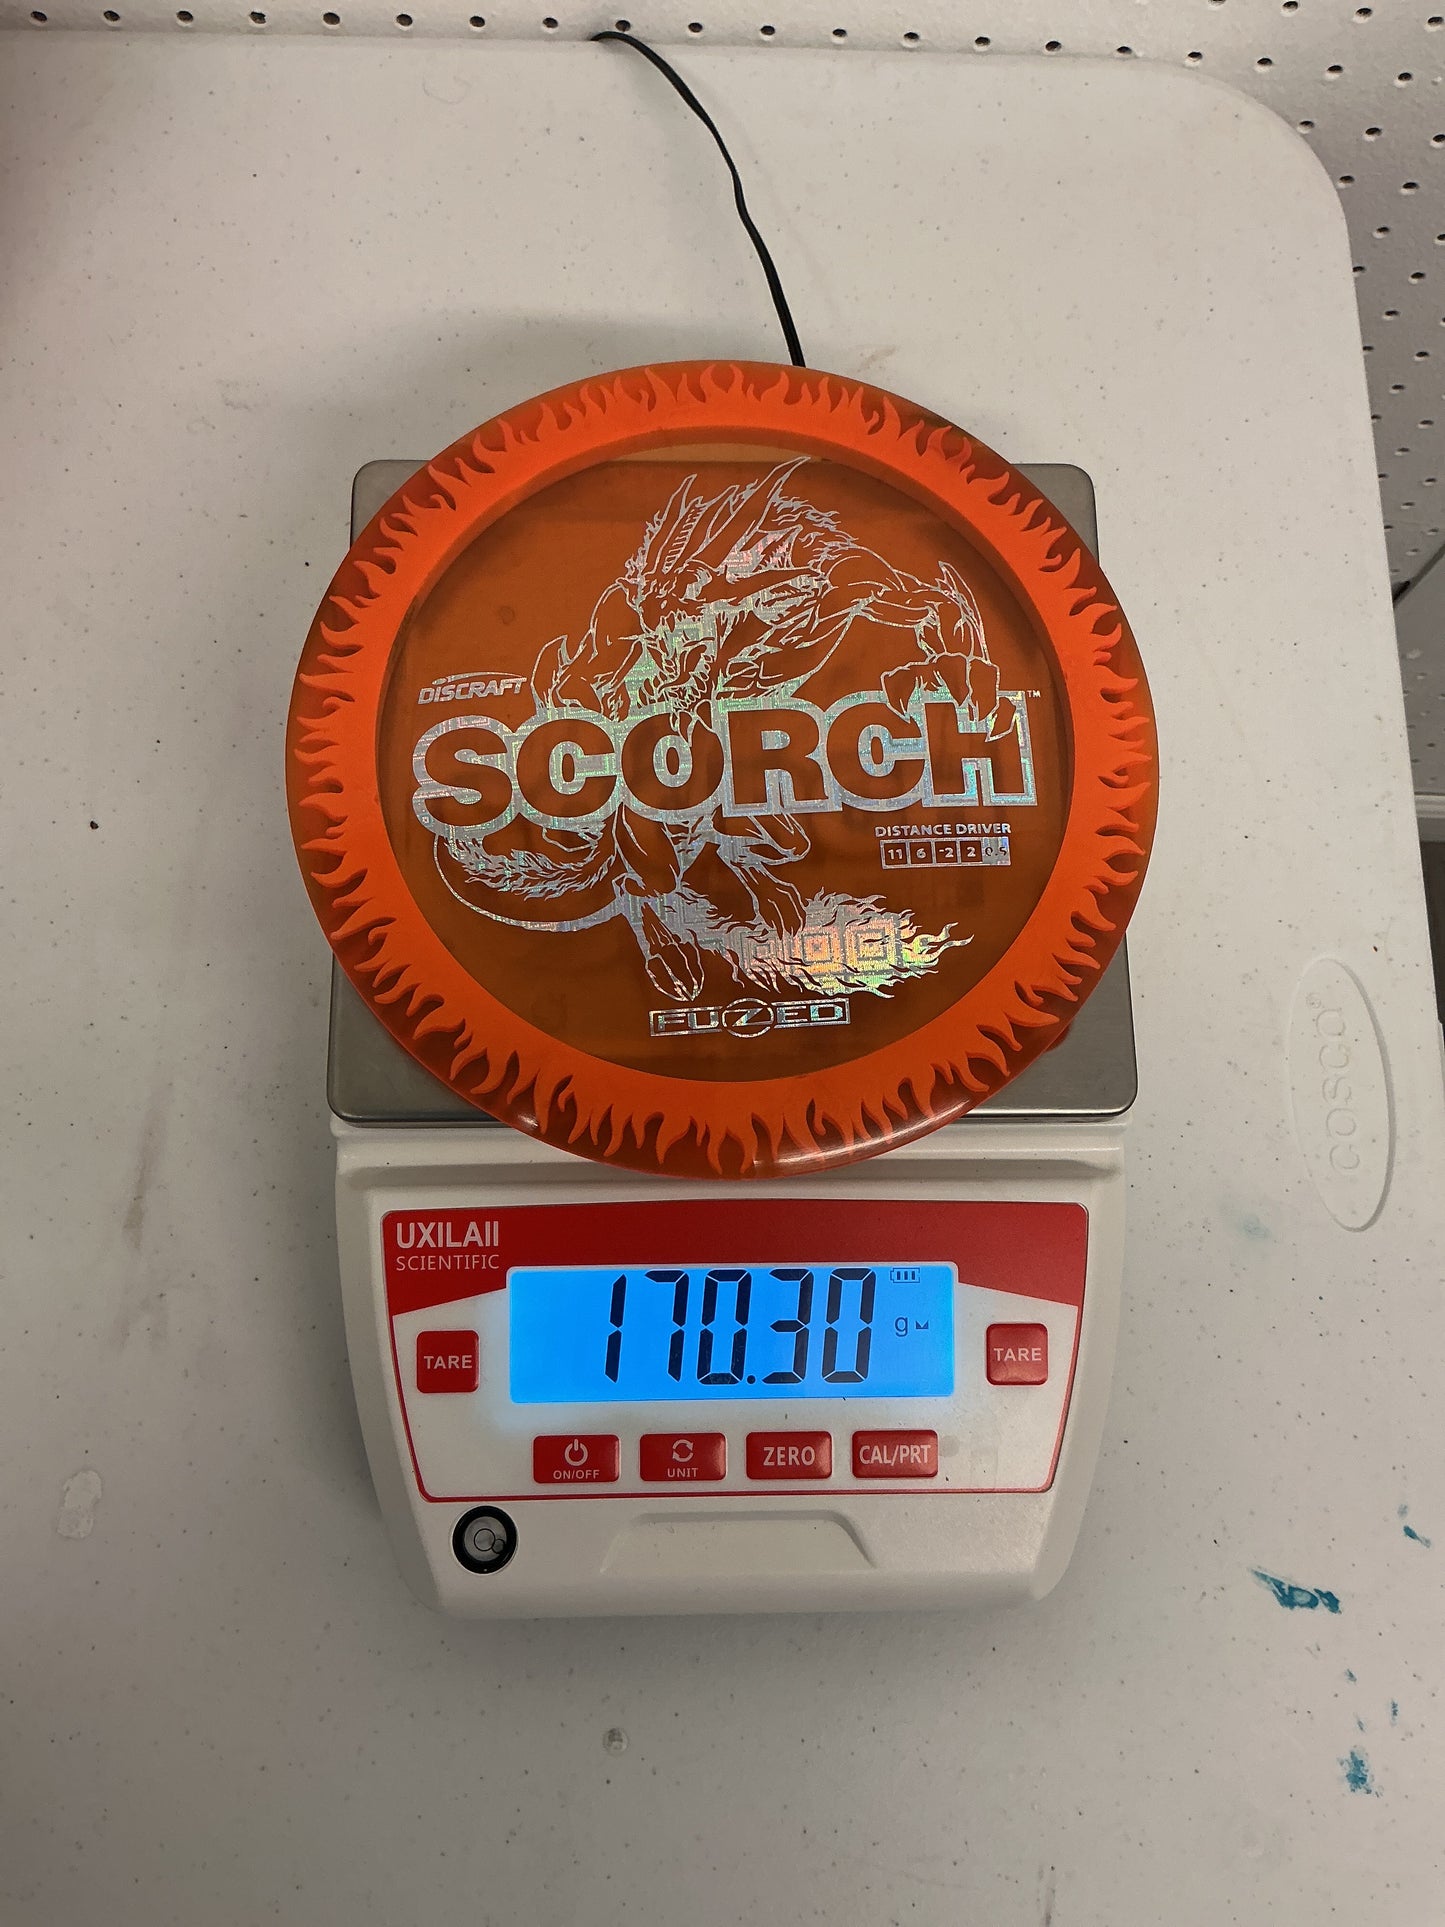 DISCRAFT
SCORCH™
DISTANCE DRIVER
11 6 -2 2 0.5
FUZED
UXILAII
SCIENTIFIC
170.30 g
TARE
TARE
ON/OFF
UNIT
ZERO
CAL/PRT
COSCO®